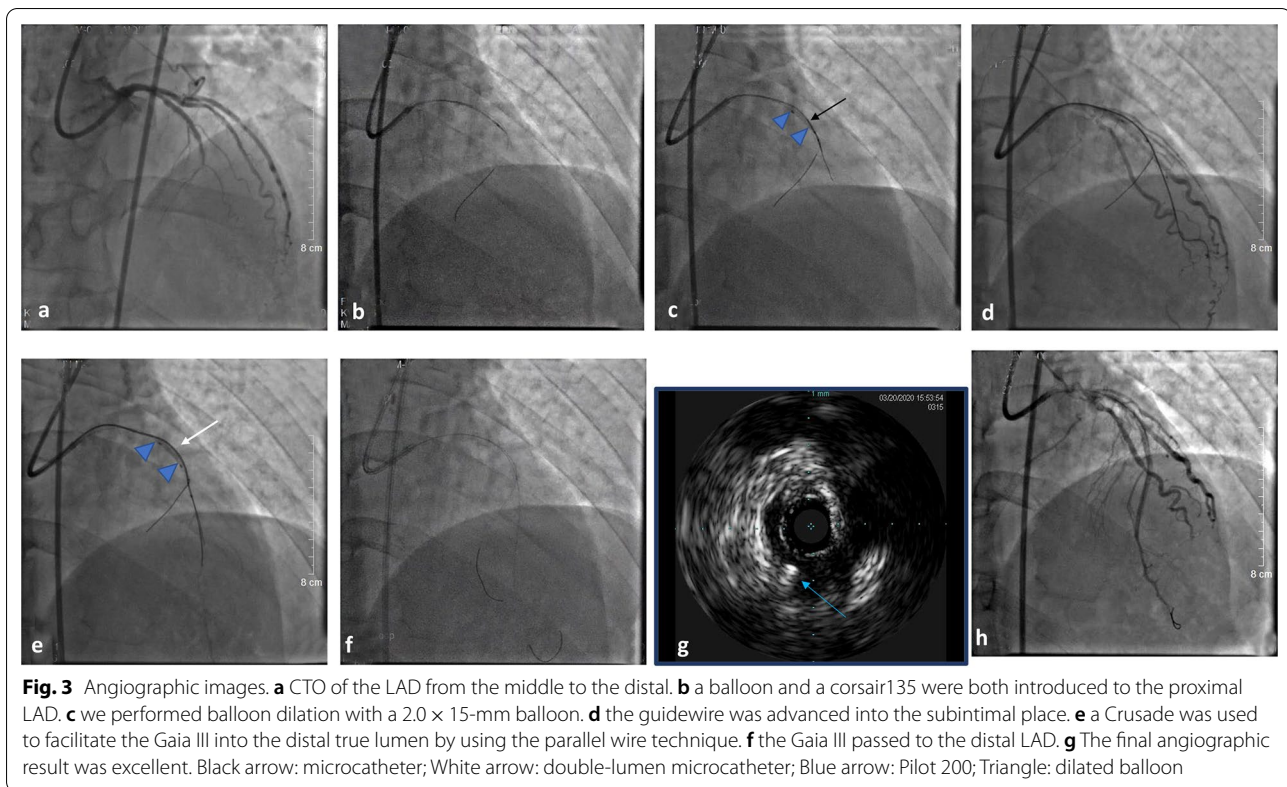 a
b
c
8 cm
d
8 cm
e
8 cm
f
1 mm
03/20/2020 15:53:54
0315
g
8 cm
h
Fig. 3 Angiographic images. a CTO of the LAD from the middle to the distal. b a balloon and a corsair135 were both introduced to the proximal
LAD. c we performed balloon dilation with a 2.0 × 15-mm balloon. d the guidewire was advanced into the subintimal place. e a Crusade was used
to facilitate the Gaia III into the distal true lumen by using the parallel wire technique. f the Gaia III passed to the distal LAD. g The final angiographic
result was excellent. Black arrow: microcatheter; White arrow: double-lumen microcatheter; Blue arrow: Pilot 200; Triangle: dilated balloon